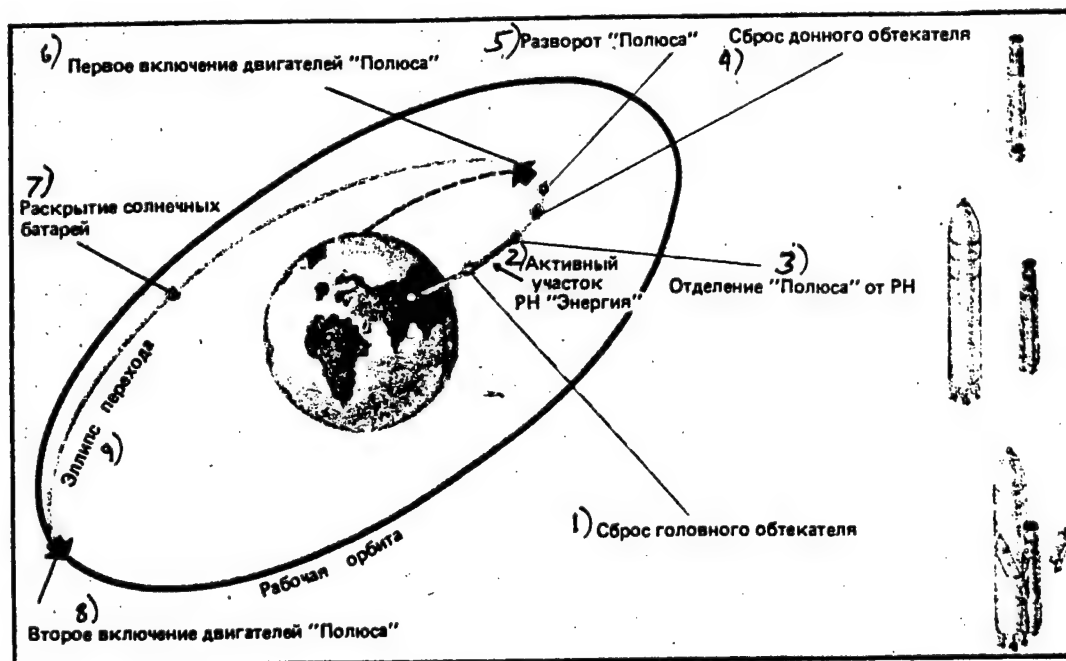 6) Первое включение двигателей "Полюса"
5) Разворот "Полюса"
Сброс донного обтекателя
4)
7)
Раскрытие солнечных
батарей
2) Активный
участок
РН "Энергия"
3)
Отделение "Полюса" от РН
Эллипс перехода
9)
1) Сброс головного обтекателя
Рабочая орбита
8)
Второе включение двигателей "Полюса"